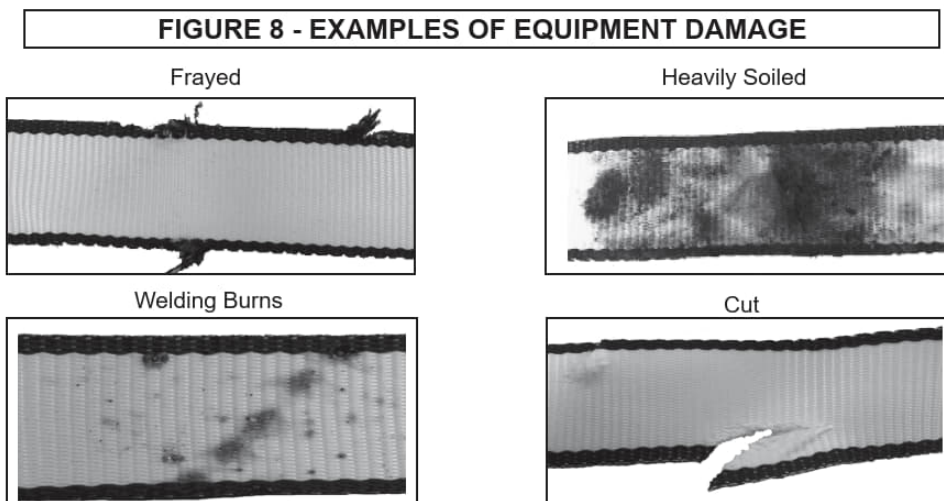 FIGURE 8 - EXAMPLES OF EQUIPMENT DAMAGE
Frayed
Heavily Soiled
Welding Burns
Cut